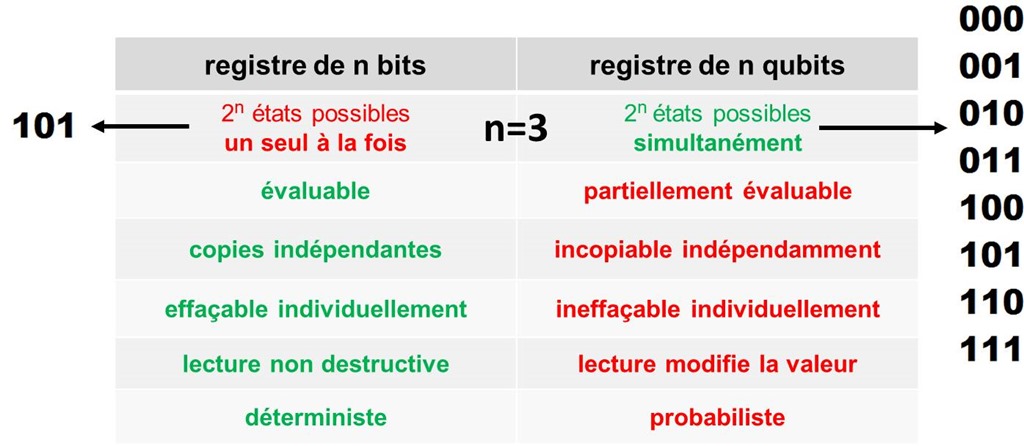 registre de n bits
registre de n qubits
101
2ⁿ états possibles
un seul à la fois
n=3
2ⁿ états possibles
simultanément
évaluable
partiellement évaluable
copies indépendantes
incopiable indépendamment
effaçable individuellement
ineffaçable individuellement
lecture non destructive
lecture modifie la valeur
déterministe
probabiliste
000
001
010
011
100
101
110
111